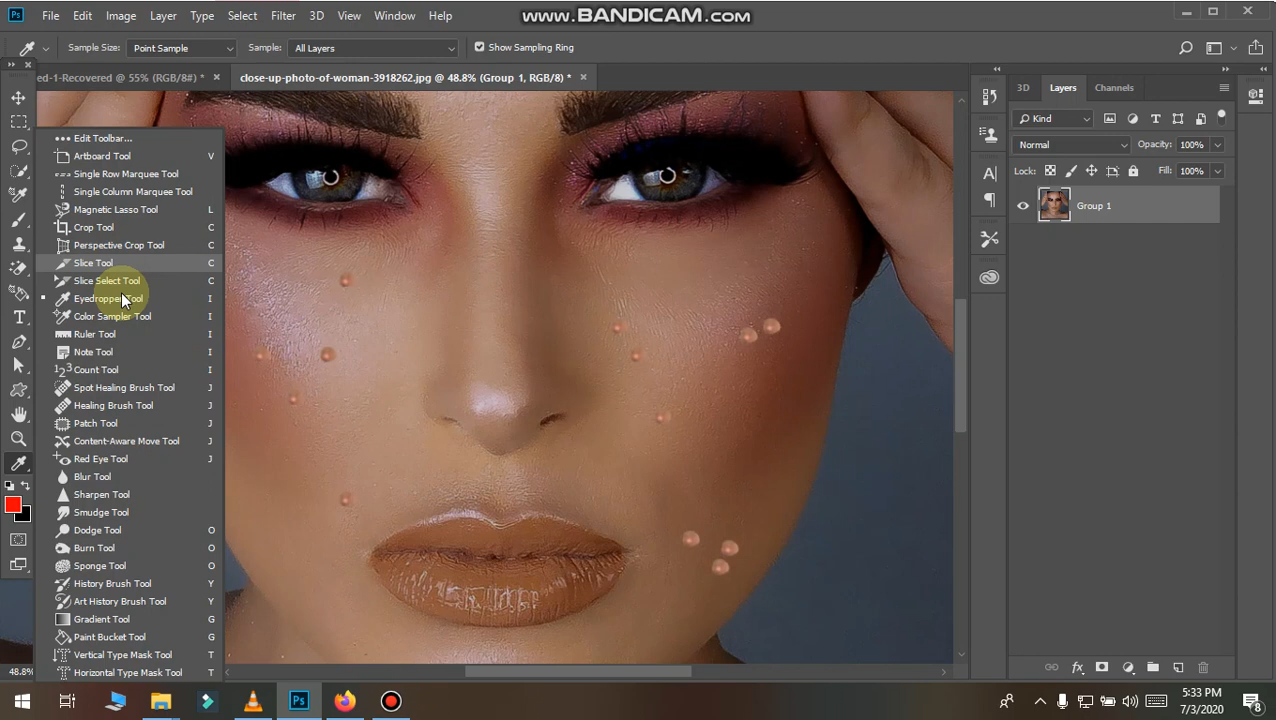 Ps File Edit Image Layer Type Select Filter 3D View Window Help
www.BANDICAM.com
Sample Size: Point Sample Sample: All Layers Show Sampling Ring
ed-1-Recovered @ 55% (RGB/8#) * close-up-photo-of-woman-3918262.jpg @ 48.8% (Group 1, RGB/8) *
Edit Toolbar...
Artboard Tool V
Single Row Marquee Tool
Single Column Marquee Tool
Magnetic Lasso Tool L
Crop Tool C
Perspective Crop Tool C
Slice Tool C
Slice Select Tool C
Eyedropper Tool I
Color Sampler Tool I
Ruler Tool I
Note Tool I
Count Tool I
Spot Healing Brush Tool J
Healing Brush Tool J
Patch Tool J
Content-Aware Move Tool J
Red Eye Tool J
Blur Tool
Sharpen Tool
Smudge Tool
Dodge Tool O
Burn Tool O
Sponge Tool O
History Brush Tool Y
Art History Brush Tool Y
Gradient Tool G
Paint Bucket Tool G
Vertical Type Mask Tool T
Horizontal Type Mask Tool T
48.8%
3D Layers Channels
Kind
Normal Opacity: 100%
Lock: Fill: 100%
Group 1
fx
Ps
5:33 PM
7/3/2020
8